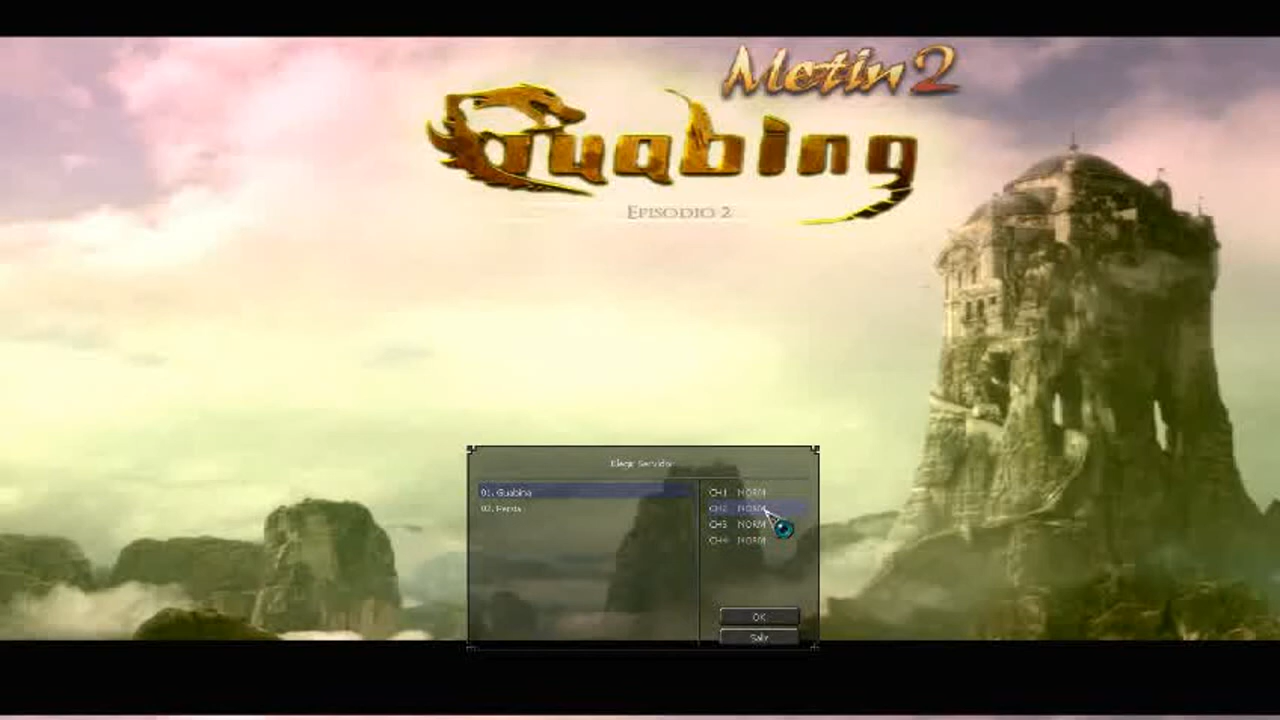 Metin2
Guabing
Episodio 2
Elegir Servidor
01. Guabing
CH1 NORM
CH2 NORM
CH3 NORM
CH4 NORM
OK
Salir